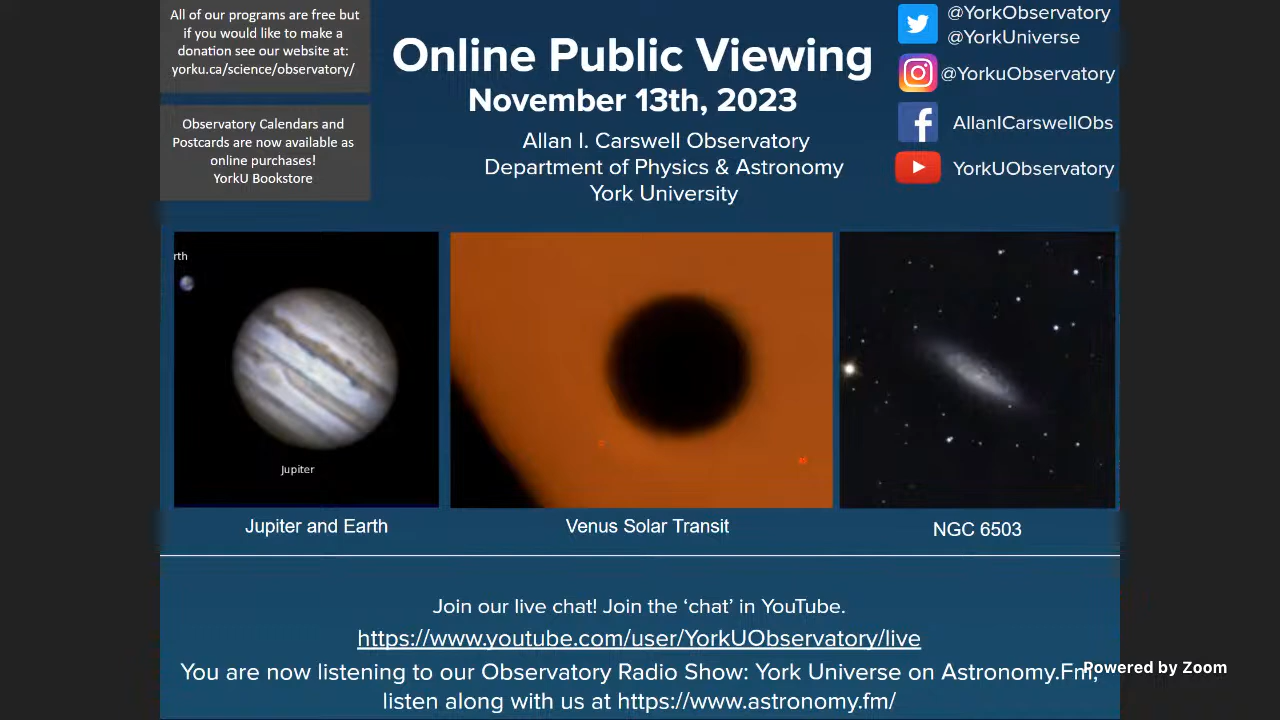 All of our programs are free but
if you would like to make a
donation see our website at:
yorku.ca/science/observatory/
Observatory Calendars and
Postcards are now available as
online purchases!
YorkU Bookstore
Online Public Viewing
November 13th, 2023
Allan I. Carswell Observatory
Department of Physics & Astronomy
York University
@YorkObservatory
@YorkUniverse
@YorkuObservatory
AllanICarswellObs
YorkUObservatory
rth
Jupiter
Jupiter and Earth
Venus Solar Transit
NGC 6503
Join our live chat! Join the ‘chat’ in YouTube.
https://www.youtube.com/user/YorkUObservatory/live
You are now listening to our Observatory Radio Show: York Universe on Astronomy.Fm,
listen along with us at https://www.astronomy.fm/
Powered by Zoom